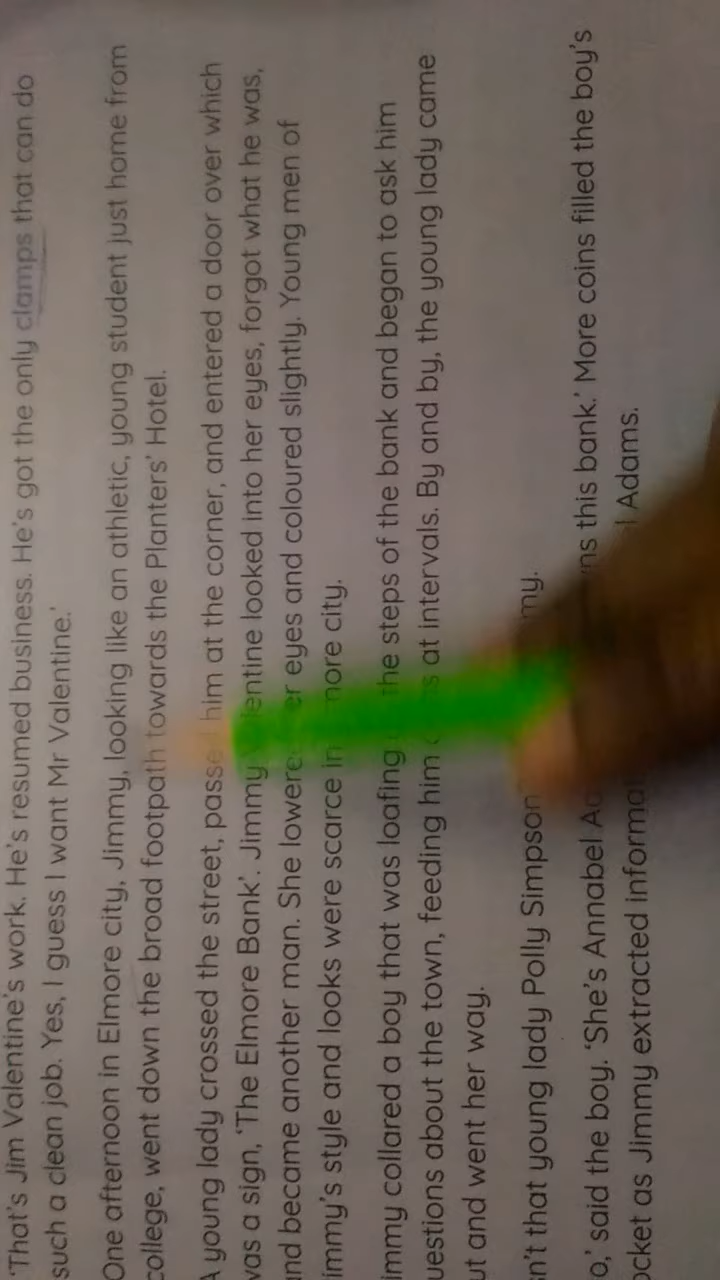 'That's Jim Valentine's work. He's resumed business. He's got the only clamps that can do
such a clean job. Yes, I guess I want Mr Valentine.'
One afternoon in Elmore city, Jimmy, looking like an athletic, young student just home from
college, went down the broad footpath towards the Planters' Hotel.
A young lady crossed the street, passe him at the corner, and entered a door over which
was a sign, 'The Elmore Bank'. Jimmy entine looked into her eyes, forgot what he was,
and became another man. She lowere er eyes and coloured slightly. Young men of
immy's style and looks were scarce in more city.
immy collared a boy that was loafing the steps of the bank and began to ask him
uestions about the town, feeding him at intervals. By and by, the young lady came
ut and went her way.
n't that young lady Polly Simpson my.
o,' said the boy. 'She's Annabel ns this bank.' More coins filled the boy's
ocket as Jimmy extracted informat Adams.